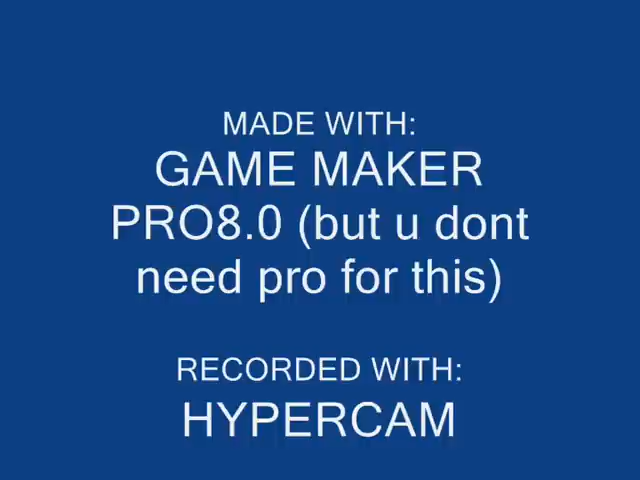 MADE WITH:
GAME MAKER
PRO8.0 (but u dont
need pro for this)
RECORDED WITH:
HYPERCAM